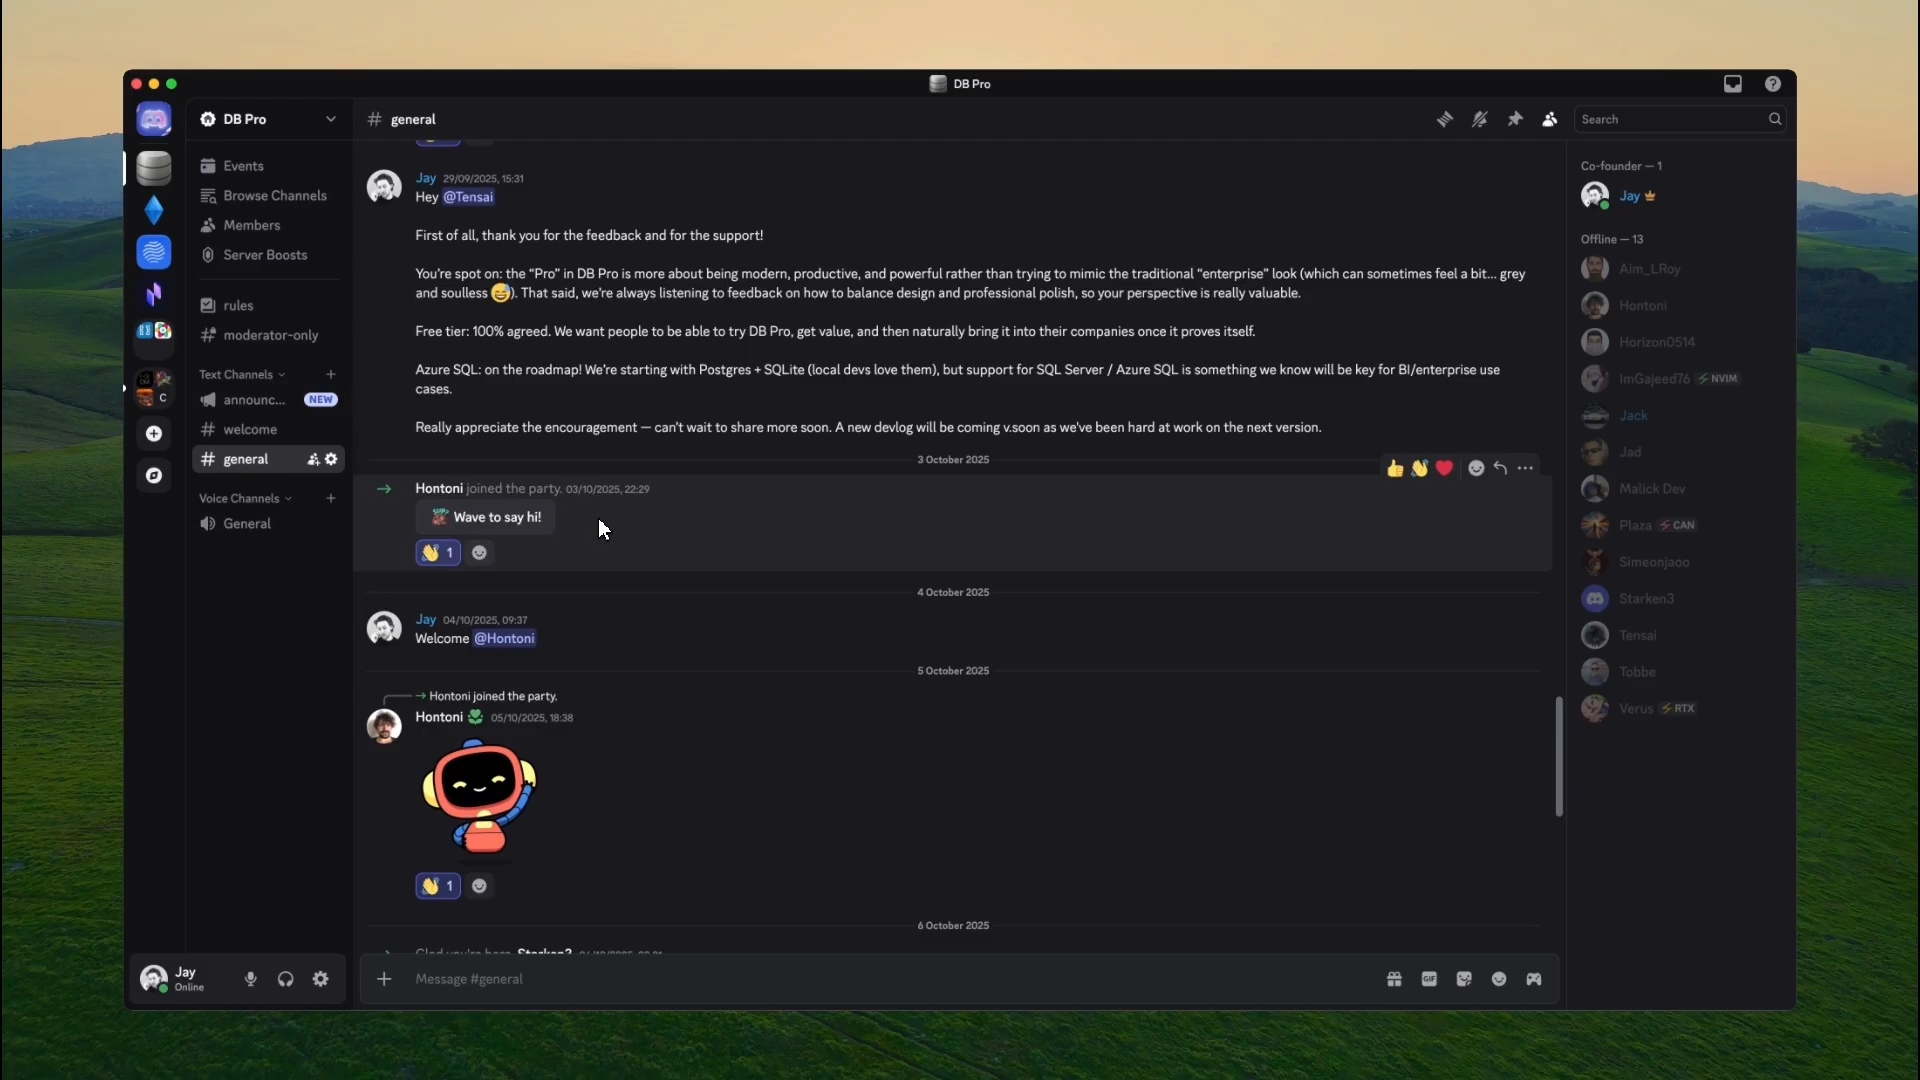 DB Pro
DB Pro
Events
Browse Channels
Members
Server Boosts
rules
moderator-only
Text Channels
announc...
NEW
welcome
general
Voice Channels
General
Jay
Online
general
Search
Jay 29/09/2025, 15:31
Hey @Tensai
First of all, thank you for the feedback and for the support!
You're spot on: the “Pro” in DB Pro is more about being modern, productive, and powerful rather than trying to mimic the traditional “enterprise” look (which can sometimes feel a bit... grey
and soulless 😅). That said, we're always listening to feedback on how to balance design and professional polish, so your perspective is really valuable.
Free tier: 100% agreed. We want people to be able to try DB Pro, get value, and then naturally bring it into their companies once it proves itself.
Azure SQL: on the roadmap! We're starting with Postgres + SQLite (local devs love them), but support for SQL Server / Azure SQL is something we know will be key for BI/enterprise use
cases.
Really appreciate the encouragement — can't wait to share more soon. A new devlog will be coming v.soon as we've been hard at work on the next version.
3 October 2025
Hontoni joined the party. 03/10/2025, 22:29
Wave to say hi!
👋 1
4 October 2025
Jay 04/10/2025, 09:37
Welcome @Hontoni
5 October 2025
Hontoni joined the party.
Hontoni 05/10/2025, 18:38
👋 1
6 October 2025
Glad you're here, Starken3
Message #general
GIF
Co-founder — 1
Jay
Offline — 13
Aim_LRoy
Hontoni
Horizon0514
ImGajeed76 NVIM
Jack
Jad
Malick Dev
Plaza CAN
Simeonjaoo
Starken3
Tensai
Tobbe
Verus RTX